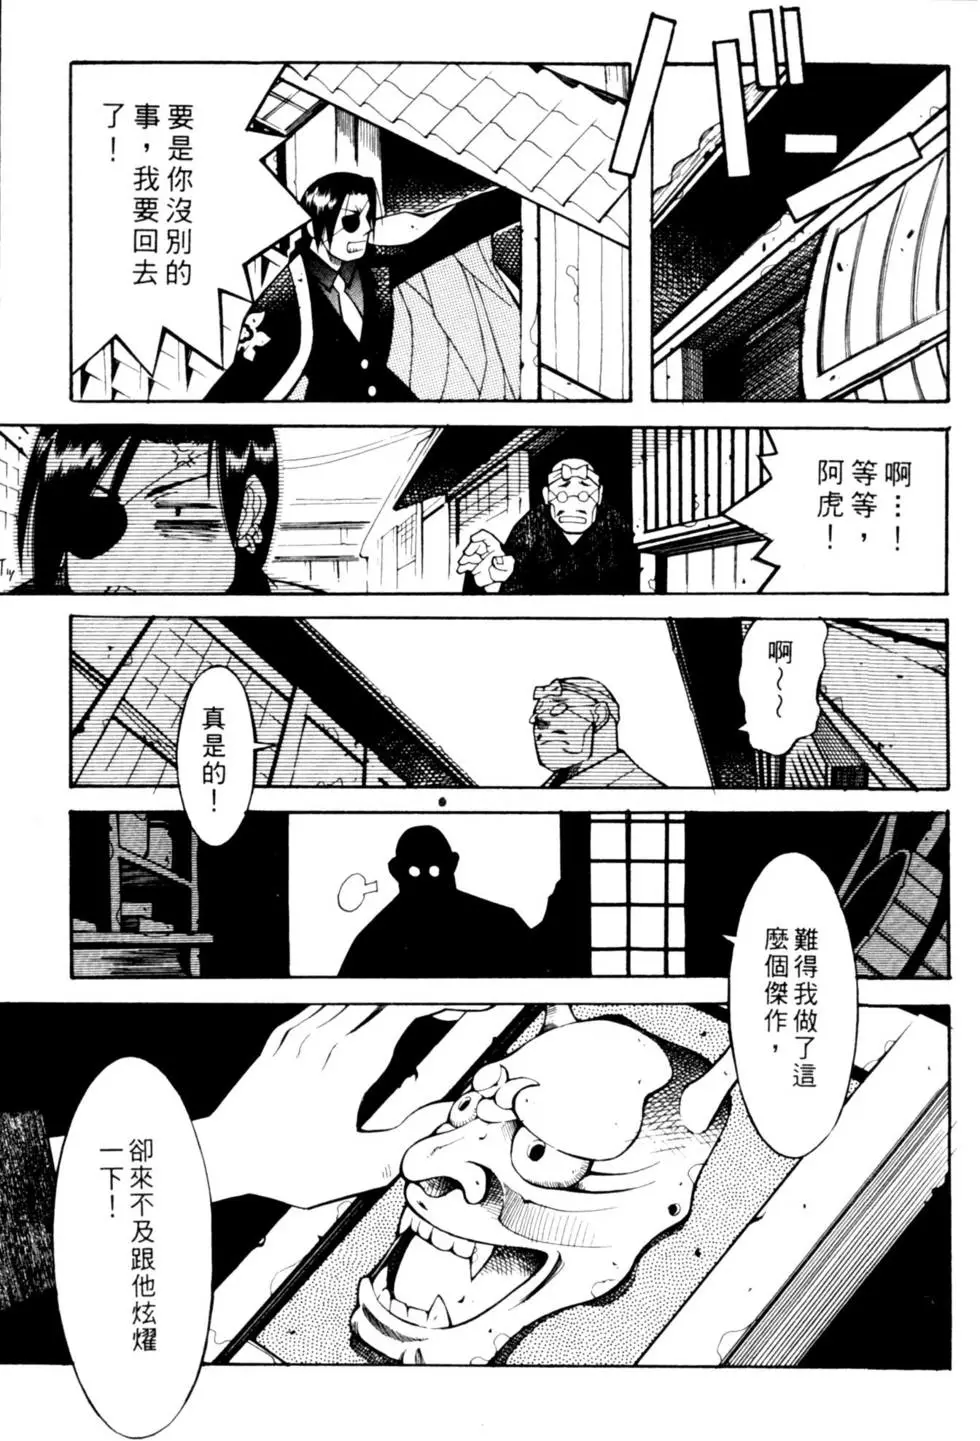 要是你沒別的
事，我要回去
了！
啊…！
等等，
阿虎！
啊～～
真是的！
難得我做了這
麼個傑作，
卻來不及跟他炫耀
一下！